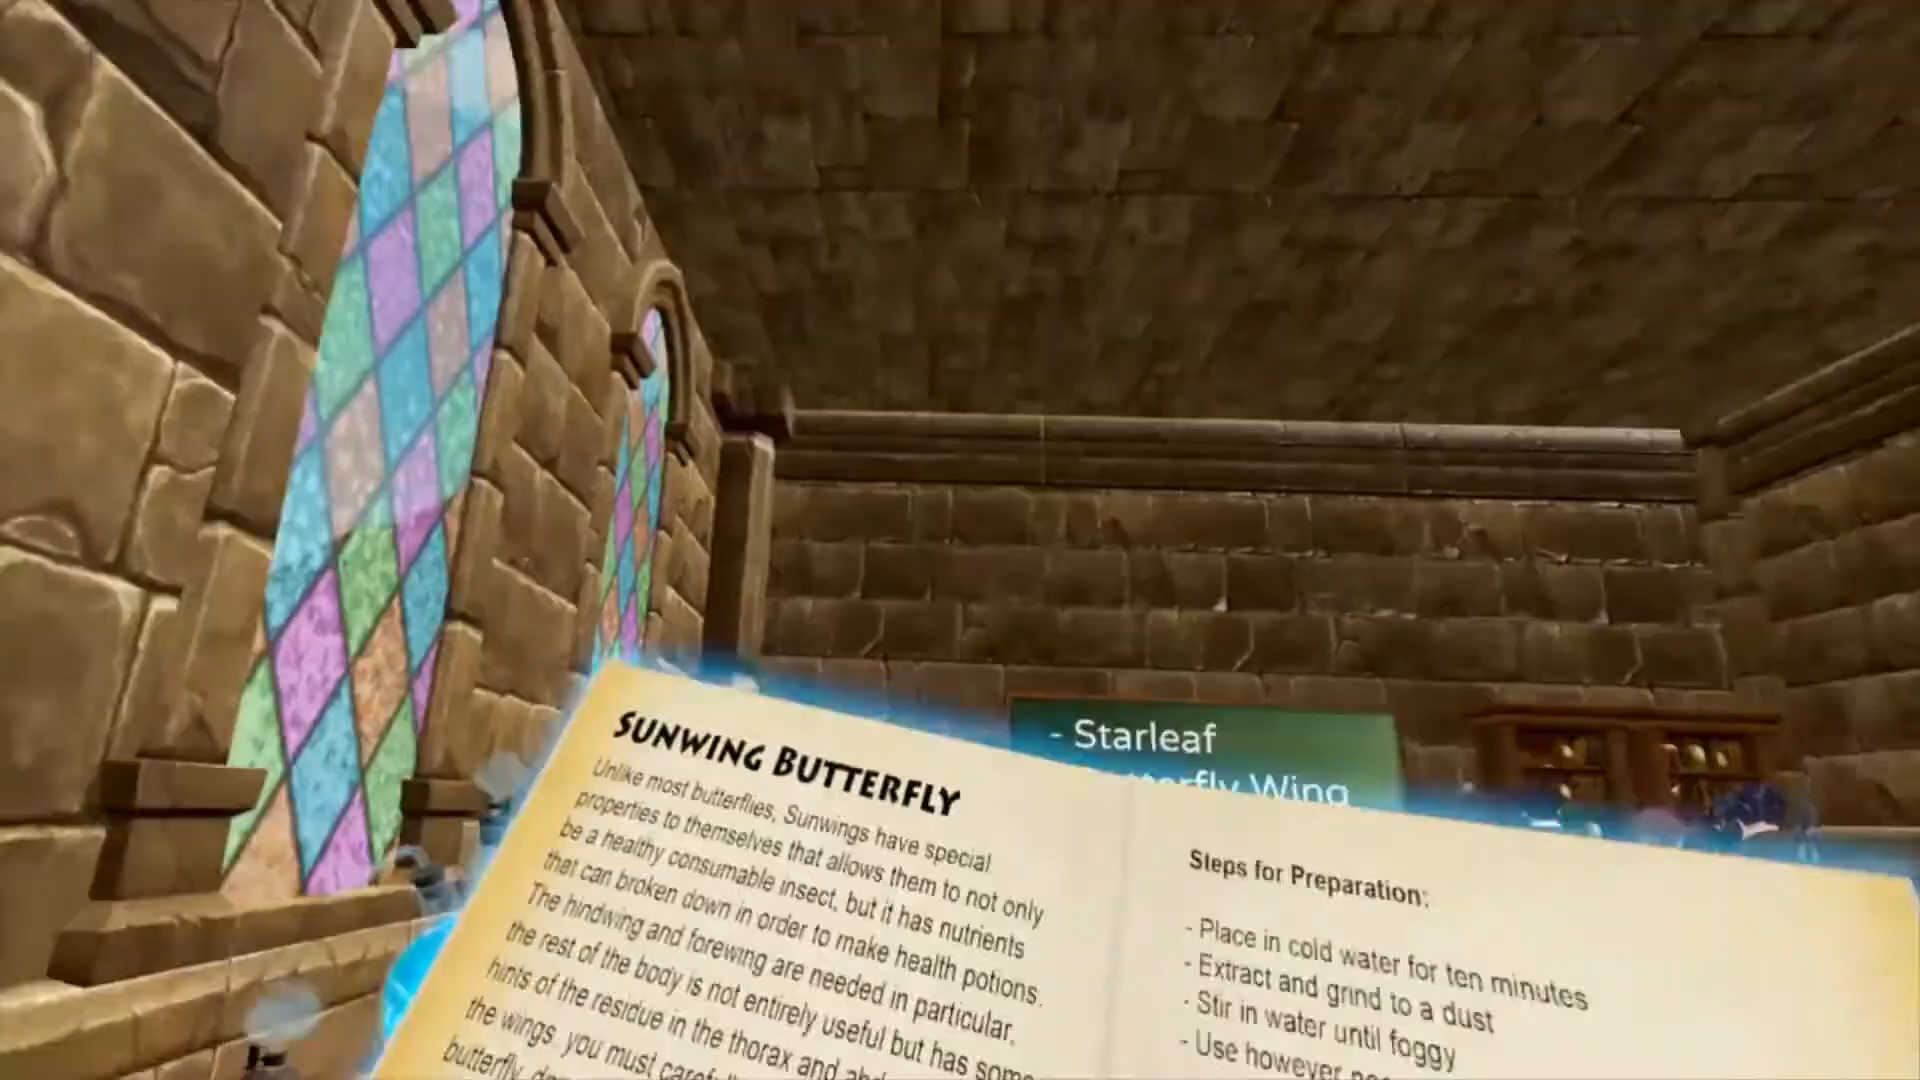 - Starleaf
Wing
SUNWING BUTTERFLY
Unlike most butterflies, Sunwings have special
properties to themselves that allows them to not only
be a healthy consumable insect, but it has nutrients
that can broken down in order to make health potions.
The hindwing and forewing are needed in particular,
the rest of the body is not entirely useful but has some
hints of the residue in the thorax and
the wings you must
butterfly
Steps for Preparation:
- Place in cold water for ten minutes
- Extract and grind to a dust
- Stir in water until foggy
- Use however